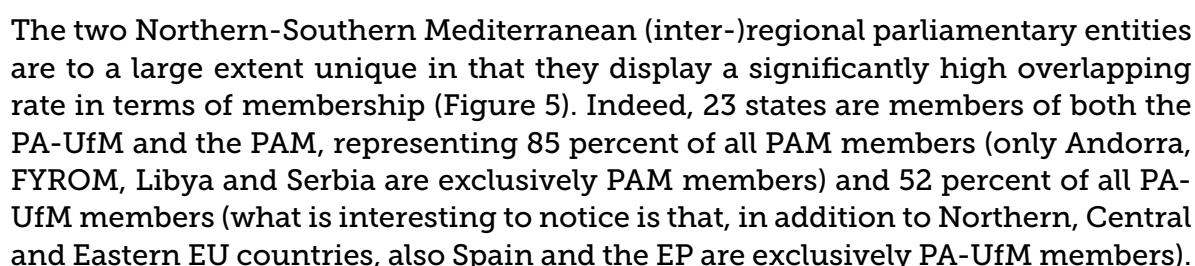 The two Northern-Southern Mediterranean (inter-)regional parliamentary entities
are to a large extent unique in that they display a significantly high overlapping
rate in terms of membership (Figure 5). Indeed, 23 states are members of both the
PA-UfM and the PAM, representing 85 percent of all PAM members (only Andorra,
FYROM, Libya and Serbia are exclusively PAM members) and 52 percent of all PA-
UfM members (what is interesting to notice is that, in addition to Northern, Central
and Eastern EU countries, also Spain and the EP are exclusively PA-UfM members).